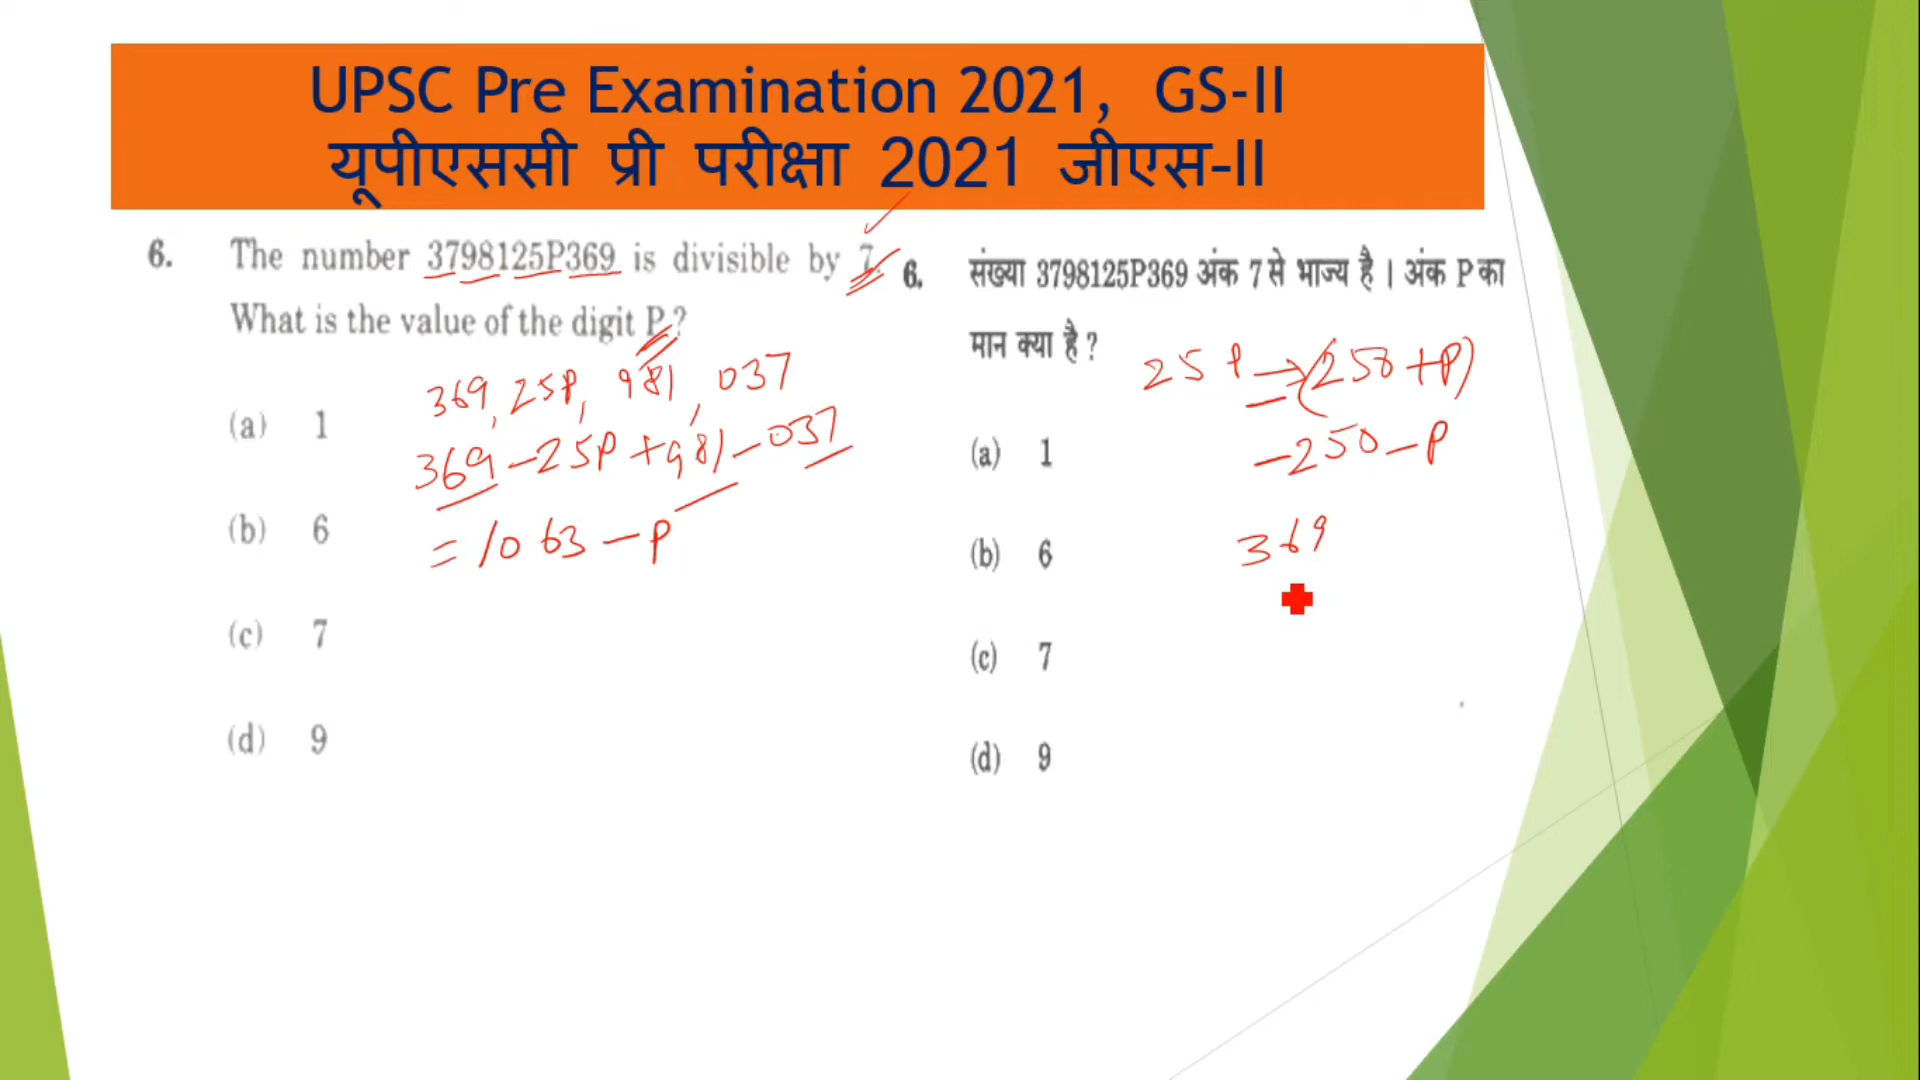 UPSC Pre Examination 2021, GS-II
यूपीएससी प्री परीक्षा 2021 जीएस-II
6. The number 3798125P369 is divisible by 7.
What is the value of the digit P ?
(a) 1
(b) 6
(c) 7
(d) 9
369, 25P, 981, 037
369 - 25P + 981 - 037
= 1063 - P
6. संख्या 3798125P369 अंक 7 से भाज्य है । अंक P का
मान क्या है ?
(a) 1
(b) 6
(c) 7
(d) 9
25P → (250 + P)
- 250 - P
369